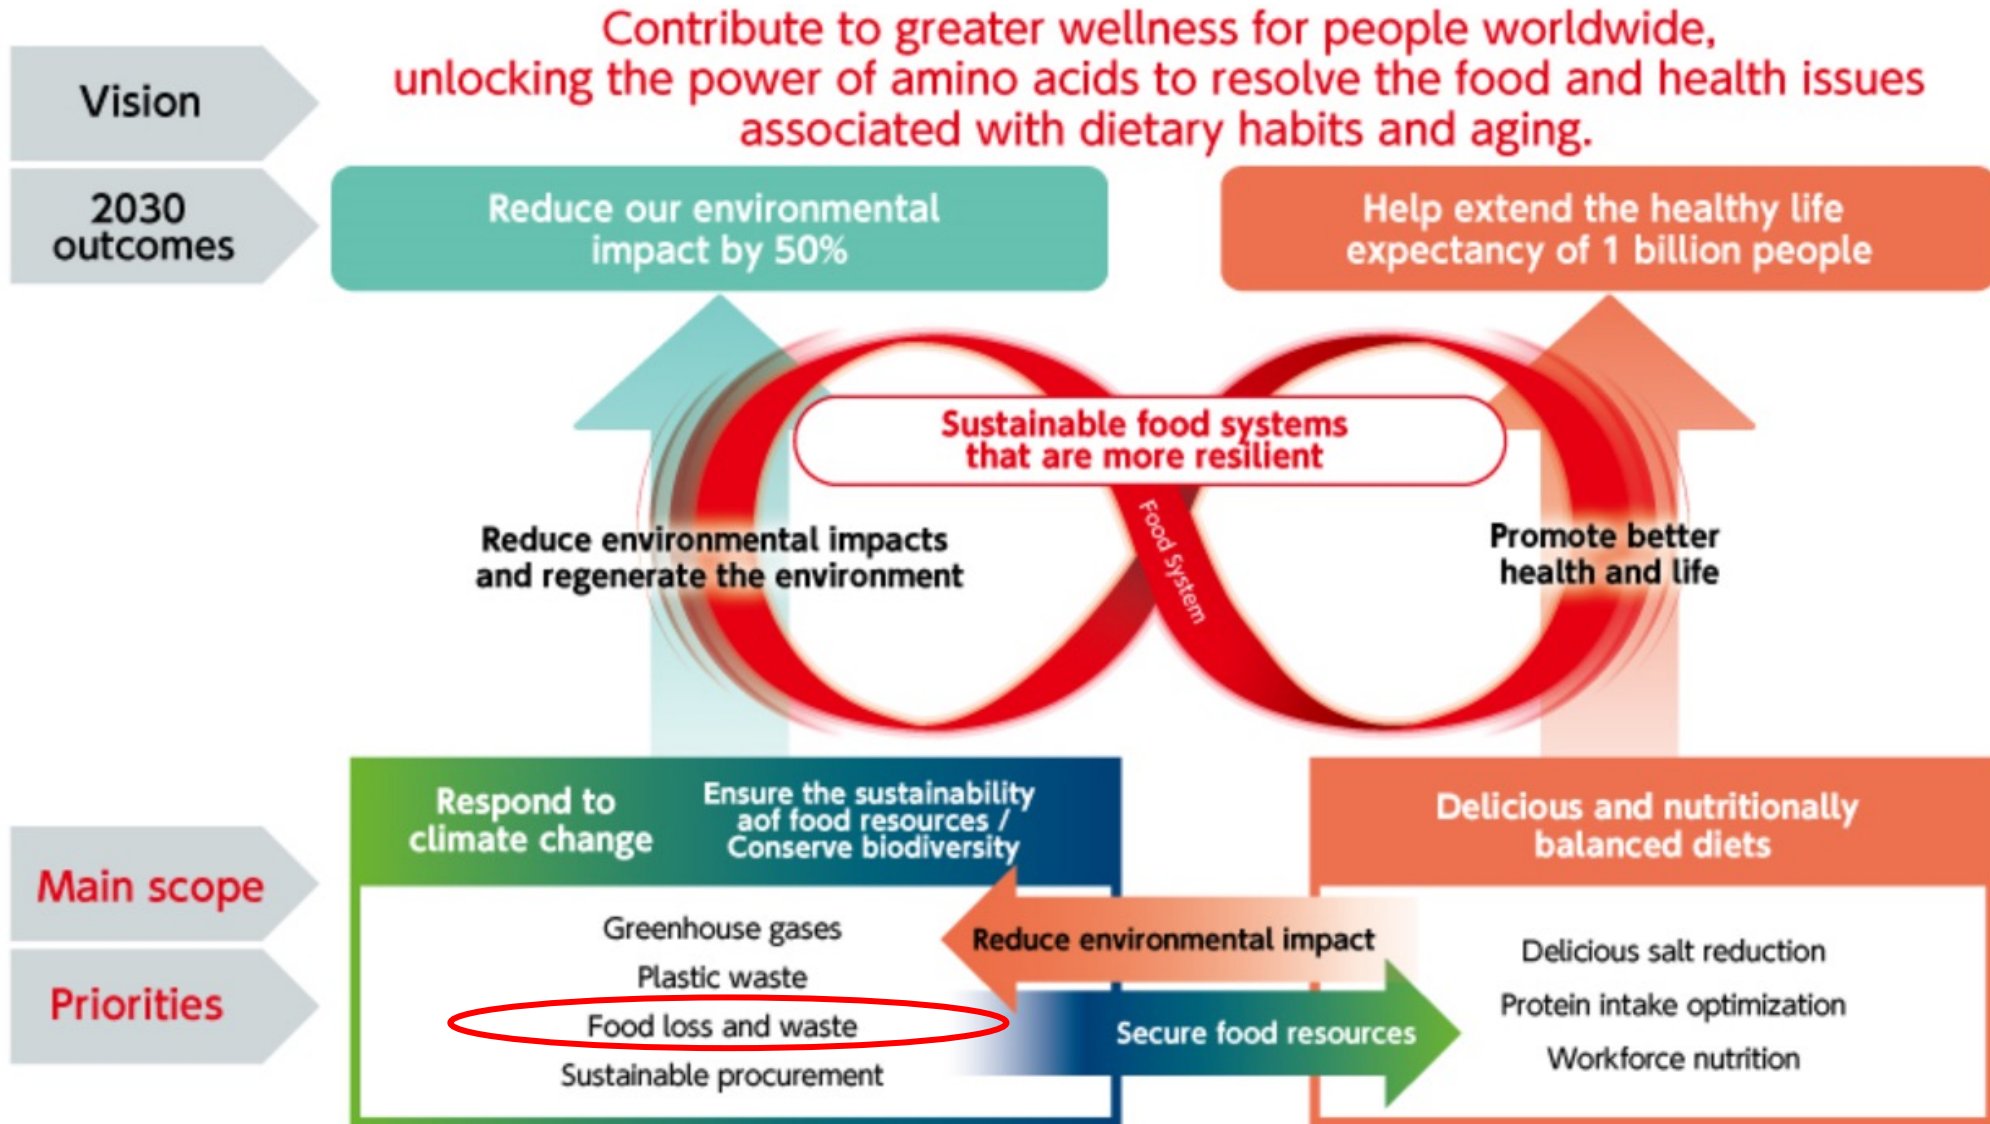 Contribute to greater wellness for people worldwide,
unlocking the power of amino acids to resolve the food and health issues
associated with dietary habits and aging.
Vision
2030
outcomes
Reduce our environmental
impact by 50%
Help extend the healthy life
expectancy of 1 billion people
Sustainable food systems
that are more resilient
Food System
Reduce environmental impacts
and regenerate the environment
Promote better
health and life
Main scope
Respond to
climate change
Ensure the sustainability
aof food resources /
Conserve biodiversity
Delicious and nutritionally
balanced diets
Priorities
Greenhouse gases
Plastic waste
Food loss and waste
Sustainable procurement
Reduce environmental impact
Secure food resources
Delicious salt reduction
Protein intake optimization
Workforce nutrition